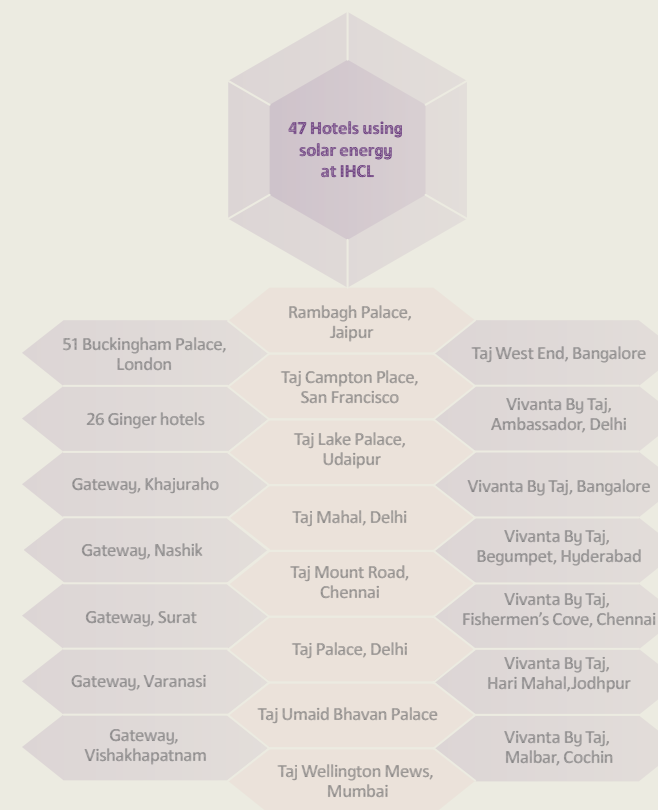 47 Hotels using
solar energy
at IHCL
51 Buckingham Palace,
London
26 Ginger hotels
Gateway, Khajuraho
Gateway, Nashik
Gateway, Surat
Gateway, Varanasi
Gateway,
Vishakhapatnam
Rambagh Palace,
Jaipur
Taj Campton Place,
San Francisco
Taj Lake Palace,
Udaipur
Taj Mahal, Delhi
Taj Mount Road,
Chennai
Taj Palace, Delhi
Taj Umaid Bhavan Palace
Taj Wellington Mews,
Mumbai
Taj West End, Bangalore
Vivanta By Taj,
Ambassador, Delhi
Vivanta By Taj, Bangalore
Vivanta By Taj,
Begumpet, Hyderabad
Vivanta By Taj,
Fishermen's Cove, Chennai
Vivanta By Taj,
Hari Mahal,Jodhpur
Vivanta By Taj,
Malbar, Cochin